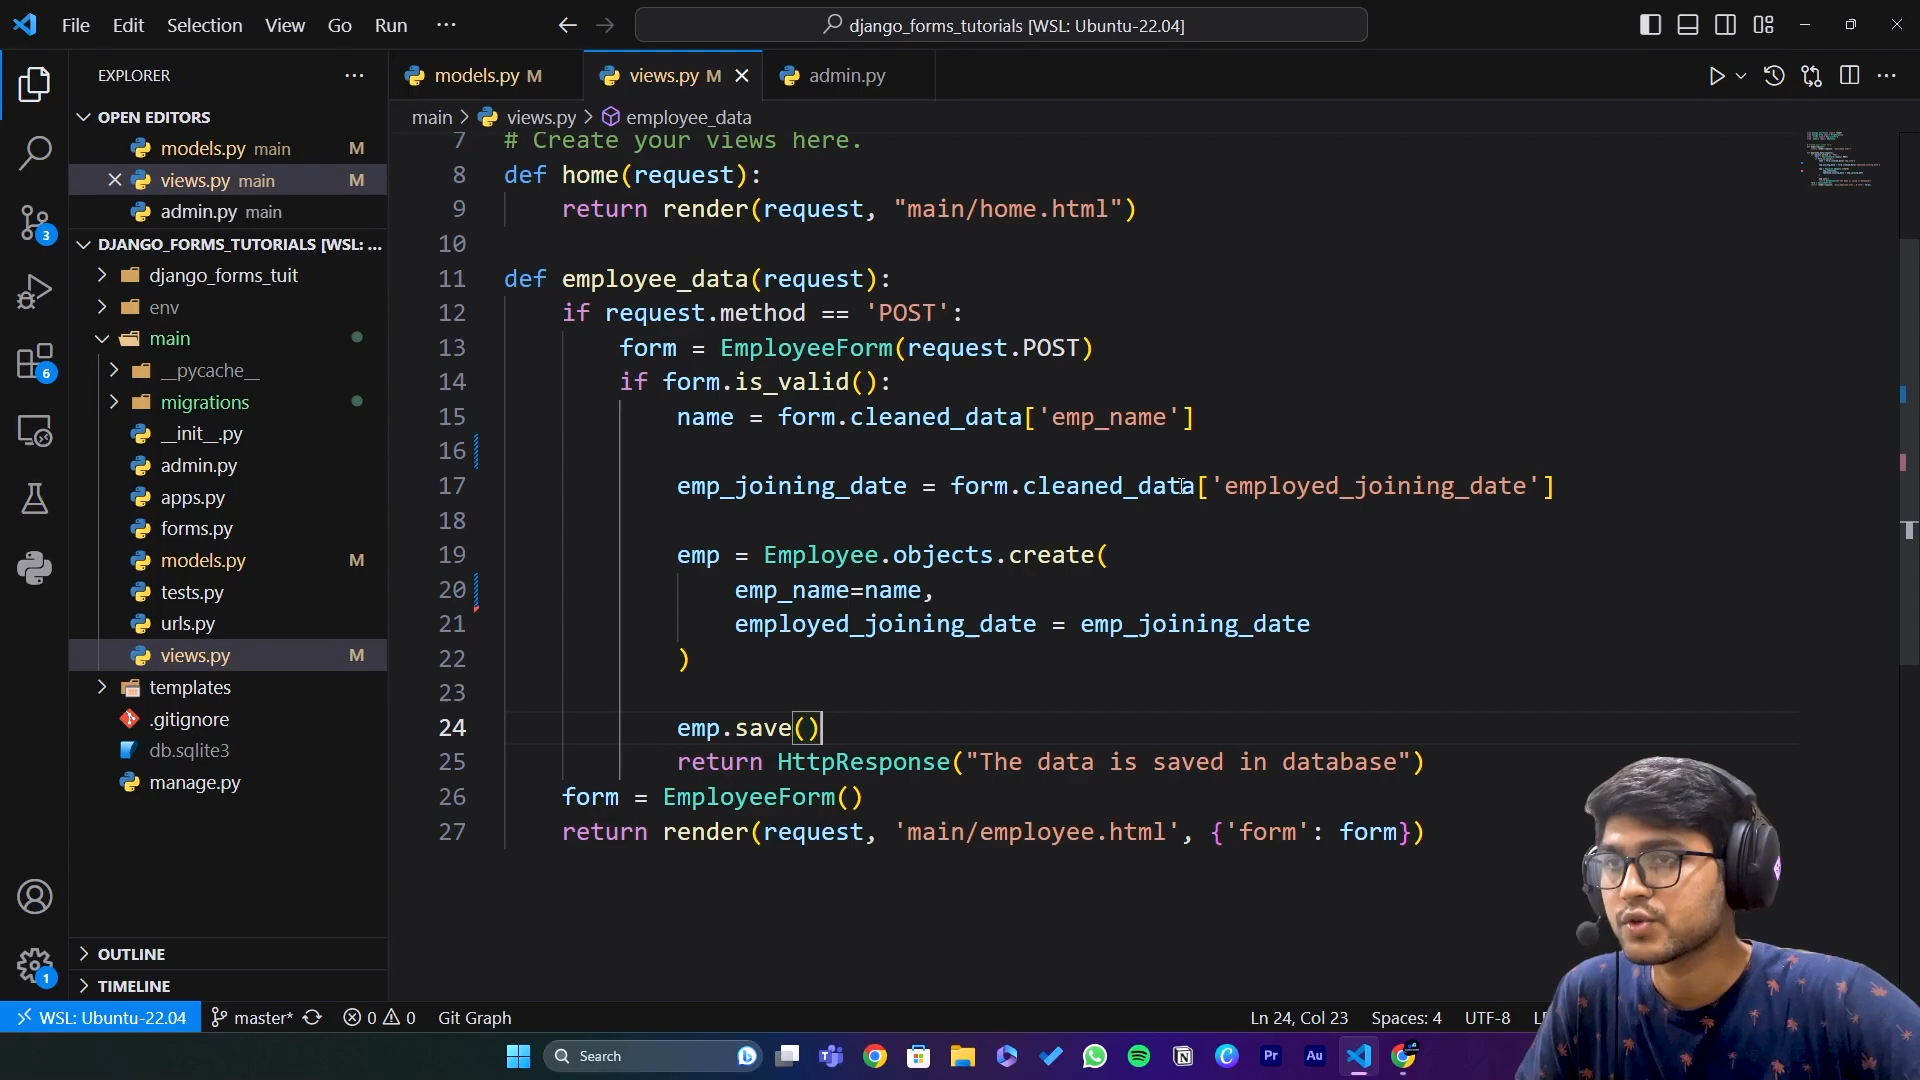 File Edit Selection View Go Run ···
django_forms_tutorials [WSL: Ubuntu-22.04]
EXPLORER
OPEN EDITORS
models.py main M
views.py main M
admin.py main
DJANGO_FORMS_TUTORIALS [WSL: ...
django_forms_tuit
env
main
__pycache__
migrations
__init__.py
admin.py
apps.py
forms.py
models.py M
tests.py
urls.py
views.py M
templates
.gitignore
db.sqlite3
manage.py
OUTLINE
TIMELINE
3
6
1
models.py M views.py M admin.py
main > views.py > employee_data
7 # Create your views here.
8 def home(request):
9 return render(request, "main/home.html")
10
11 def employee_data(request):
12 if request.method == 'POST':
13 form = EmployeeForm(request.POST)
14 if form.is_valid():
15 name = form.cleaned_data['emp_name']
16
17 emp_joining_date = form.cleaned_data['employed_joining_date']
18
19 emp = Employee.objects.create(
20 emp_name=name,
21 employed_joining_date = emp_joining_date
22 )
23
24 emp.save()
25 return HttpResponse("The data is saved in database")
26 form = EmployeeForm()
27 return render(request, 'main/employee.html', {'form': form})
WSL: Ubuntu-22.04 master* 0 0 Git Graph Ln 24, Col 23 Spaces: 4 UTF-8
Search
Pr
Au